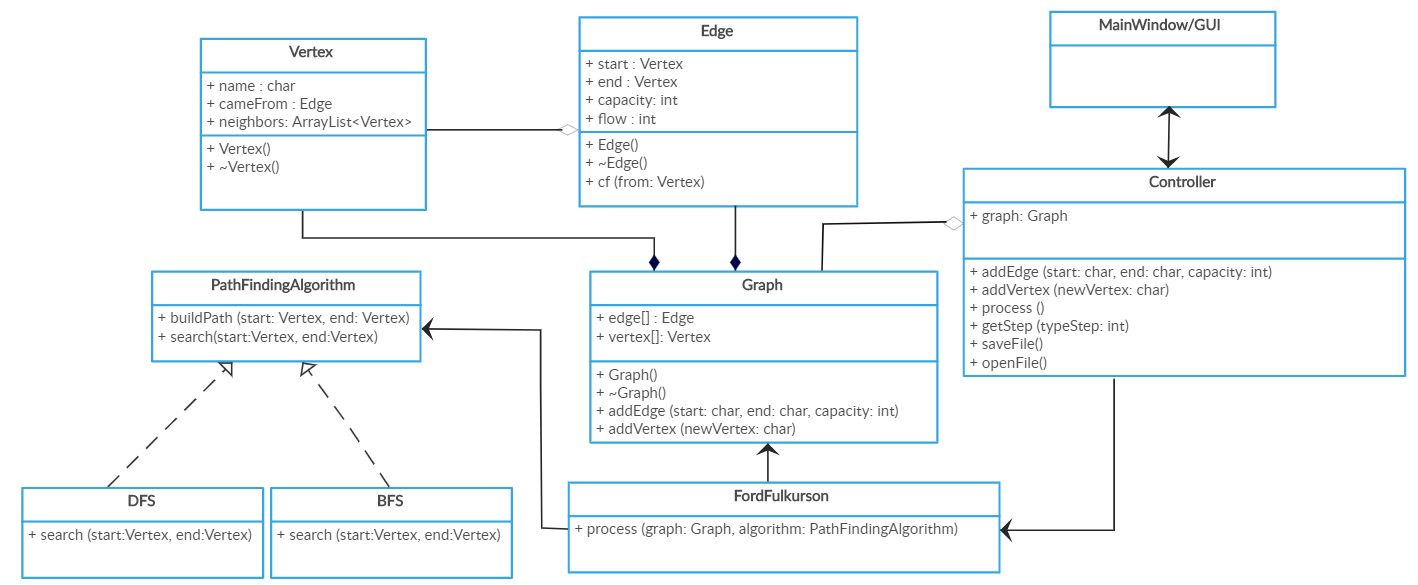 Vertex
+ name : char
+ cameFrom : Edge
+ neighbors: ArrayList<Vertex>
+ Vertex()
+ ~Vertex()
Edge
+ start : Vertex
+ end : Vertex
+ capacity: int
+ flow : int
+ Edge()
+ ~Edge()
+ cf (from: Vertex)
MainWindow/GUI
Controller
+ graph: Graph
+ addEdge (start: char, end: char, capacity: int)
+ addVertex (newVertex: char)
+ process ()
+ getStep (typeStep: int)
+ saveFile()
+ openFile()
PathFindingAlgorithm
+ buildPath (start: Vertex, end: Vertex)
+ search(start:Vertex, end:Vertex)
Graph
+ edge[] : Edge
+ vertex[]: Vertex
+ Graph()
+ ~Graph()
+ addEdge (start: char, end: char, capacity: int)
+ addVertex (newVertex: char)
DFS
+ search (start:Vertex, end:Vertex)
BFS
+ search (start:Vertex, end:Vertex)
FordFulkurson
+ process (graph: Graph, algorithm: PathFindingAlgorithm)